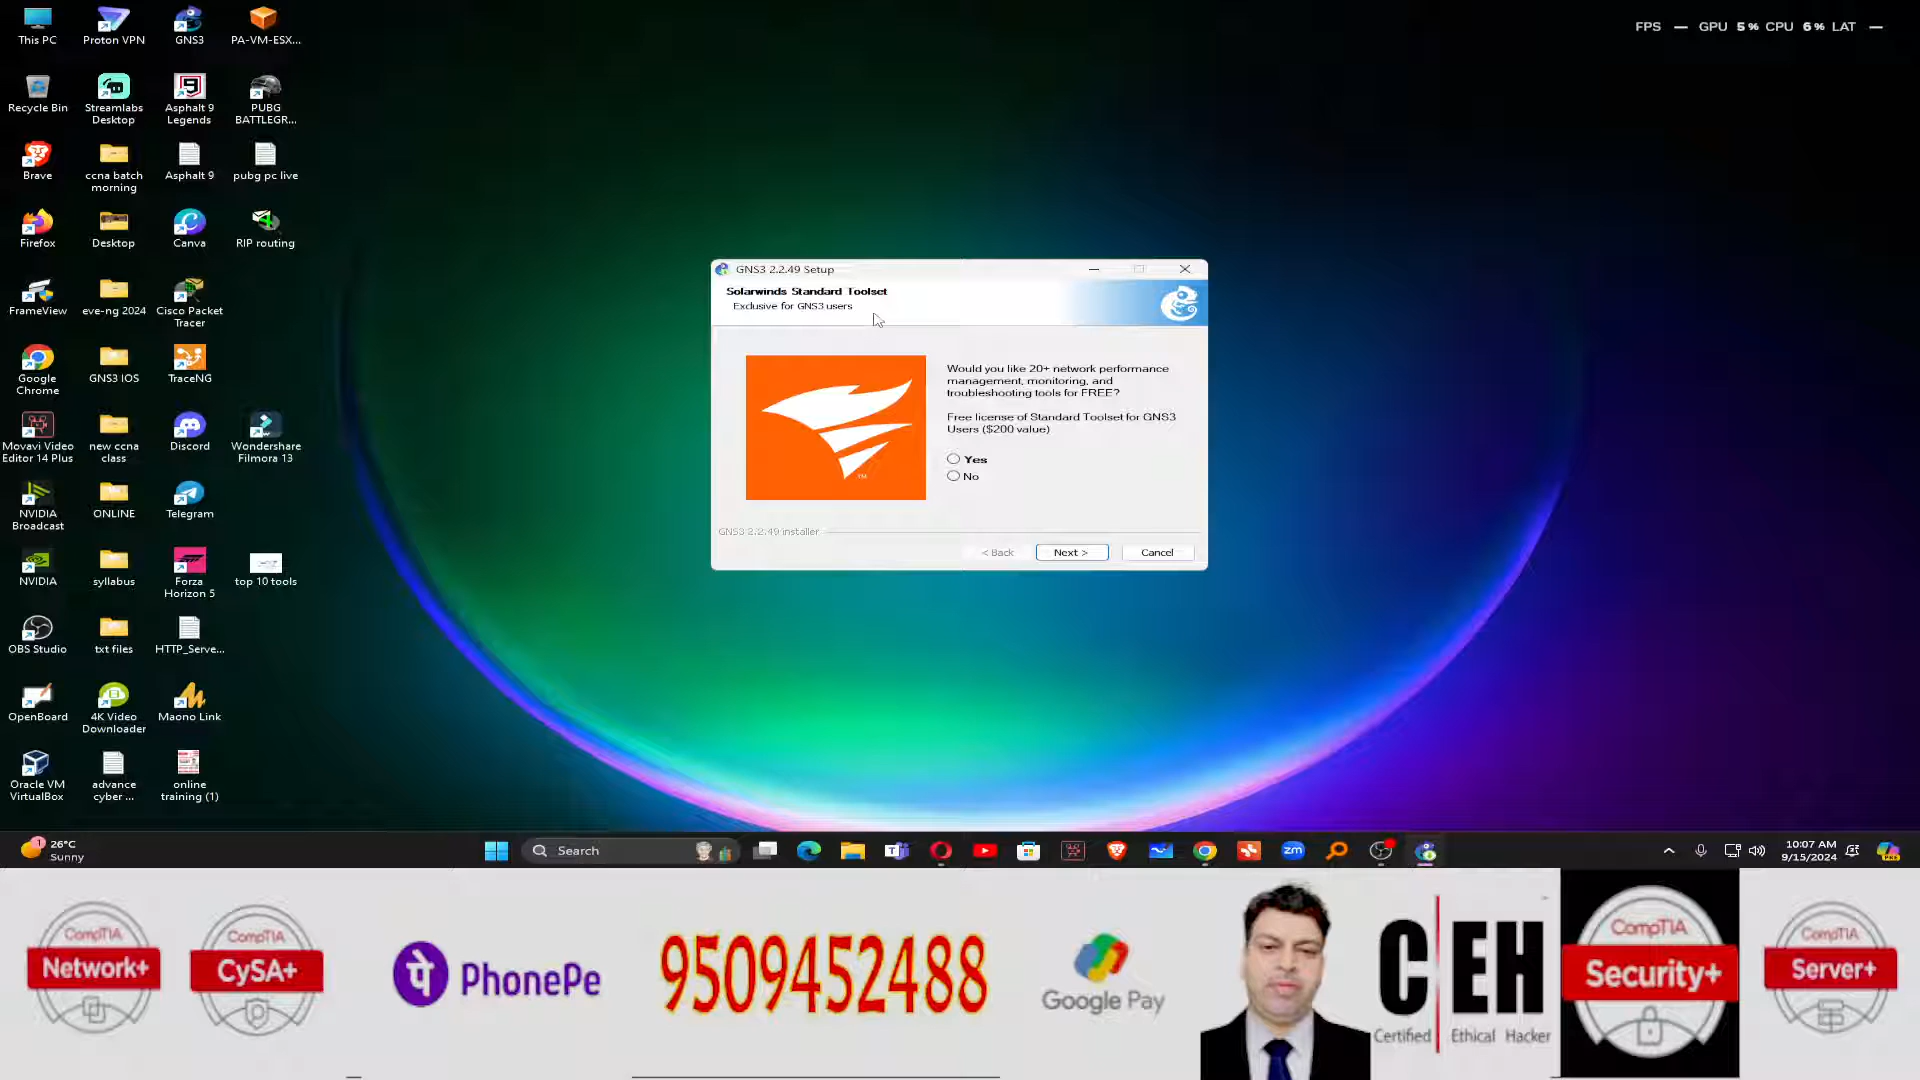 This PC
Proton VPN
GNS3
PA-VM-ESX...
FPS — GPU 5% CPU 6% LAT —
Recycle Bin
Streamlabs
Desktop
Asphalt 9
Legends
PUBG
BATTLEGR...
Brave
ccna batch
morning
Asphalt 9
pubg pc live
Firefox
Desktop
Canva
RIP routing
FrameView
eve-ng 2024
Cisco Packet
Tracer
Google
Chrome
GNS3 IOS
TraceNG
Movavi Video
Editor 14 Plus
new ccna
class
Discord
Wondershare
Filmora 13
NVIDIA
Broadcast
ONLINE
Telegram
NVIDIA
syllabus
Forza
Horizon 5
top 10 tools
OBS Studio
txt files
HTTP_Serve...
OpenBoard
4K Video
Downloader
Maono Link
Oracle VM
VirtualBox
advance
cyber ...
online
training (1)
GNS3 2.2.49 Setup
Solarwinds Standard Toolset
Exclusive for GNS3 users
Would you like 20+ network performance
management, monitoring, and
troubleshooting tools for FREE?
Free license of Standard Toolset for GNS3
Users ($200 value)
Yes
No
TM
GNS3 2.2.49 installer
< Back
Next >
Cancel
1
26°C
Sunny
Search
zm
10:07 AM
9/15/2024
CompTIA
Network+
CompTIA
CySA+
पे PhonePe
9509452488
Google Pay
C|EH
Certified Ethical Hacker
CompTIA
Security+
CompTIA
Server+